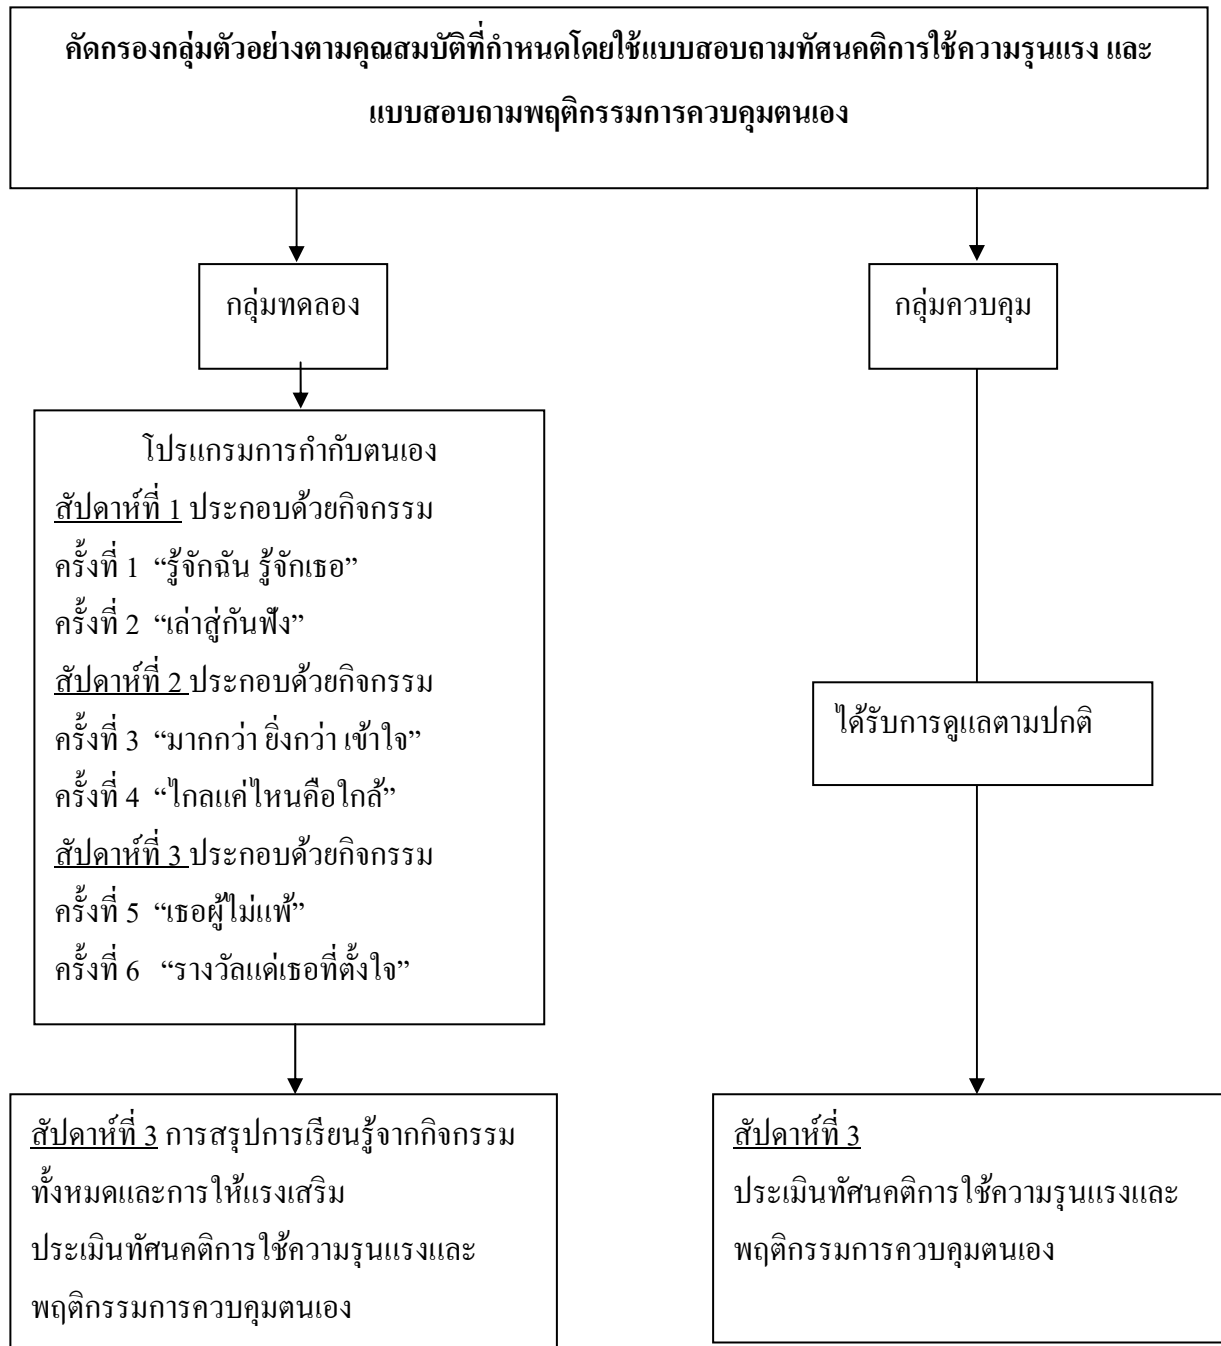 คัดกรองกลุ่มตัวอย่างตามคุณสมบัติที่กำหนดโดยใช้แบบสอบถามทัศนคติการใช้ความรุนแรง และ
แบบสอบถามพฤติกรรมการควบคุมตนเอง
กลุ่มทดลอง
กลุ่มควบคุม
โปรแกรมการกำกับตนเอง
สัปดาห์ที่ 1 ประกอบด้วยกิจกรรม
ครั้งที่ 1 “รู้จักฉัน รู้จักเธอ”
ครั้งที่ 2 “เล่าสู่กันฟัง”
สัปดาห์ที่ 2 ประกอบด้วยกิจกรรม
ครั้งที่ 3 “มากกว่า ยิ่งกว่า เข้าใจ”
ครั้งที่ 4 “ไกลแค่ไหนคือใกล้”
สัปดาห์ที่ 3 ประกอบด้วยกิจกรรม
ครั้งที่ 5 “เธอผู้ไม่แพ้”
ครั้งที่ 6 “รางวัลแด่เธอที่ตั้งใจ”
ได้รับการดูแลตามปกติ
สัปดาห์ที่ 3 การสรุปการเรียนรู้จากกิจกรรม
ทั้งหมดและการให้แรงเสริม
ประเมินทัศนคติการใช้ความรุนแรงและ
พฤติกรรมการควบคุมตนเอง
สัปดาห์ที่ 3
ประเมินทัศนคติการใช้ความรุนแรงและ
พฤติกรรมการควบคุมตนเอง